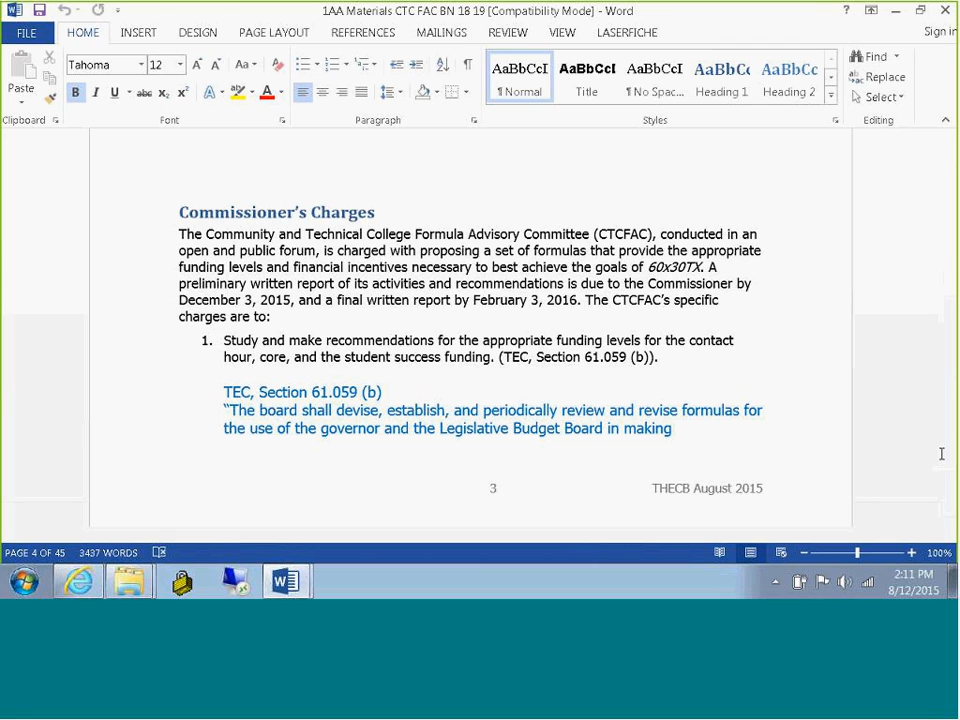 1AA Materials CTC FAC BN 18 19 [Compatibility Mode] - Word
FILE HOME INSERT DESIGN PAGE LAYOUT REFERENCES MAILINGS REVIEW VIEW LASERFICHE Sign in
Tahoma 12 Aa AaBbCcI AaBbCcI AaBbCcI AaBbCc AaBbCc Find
Replace
Paste B I U abc x₂ x² A A ¶ Normal Title ¶ No Spac... Heading 1 Heading 2 Select
Clipboard Font Paragraph Styles Editing
Commissioner's Charges
The Community and Technical College Formula Advisory Committee (CTCFAC), conducted in an
open and public forum, is charged with proposing a set of formulas that provide the appropriate
funding levels and financial incentives necessary to best achieve the goals of 60x30TX. A
preliminary written report of its activities and recommendations is due to the Commissioner by
December 3, 2015, and a final written report by February 3, 2016. The CTCFAC's specific
charges are to:
1. Study and make recommendations for the appropriate funding levels for the contact
hour, core, and the student success funding. (TEC, Section 61.059 (b)).
TEC, Section 61.059 (b)
"The board shall devise, establish, and periodically review and revise formulas for
the use of the governor and the Legislative Budget Board in making
3 THECB August 2015
PAGE 4 OF 45 3437 WORDS 100%
2:11 PM
8/12/2015